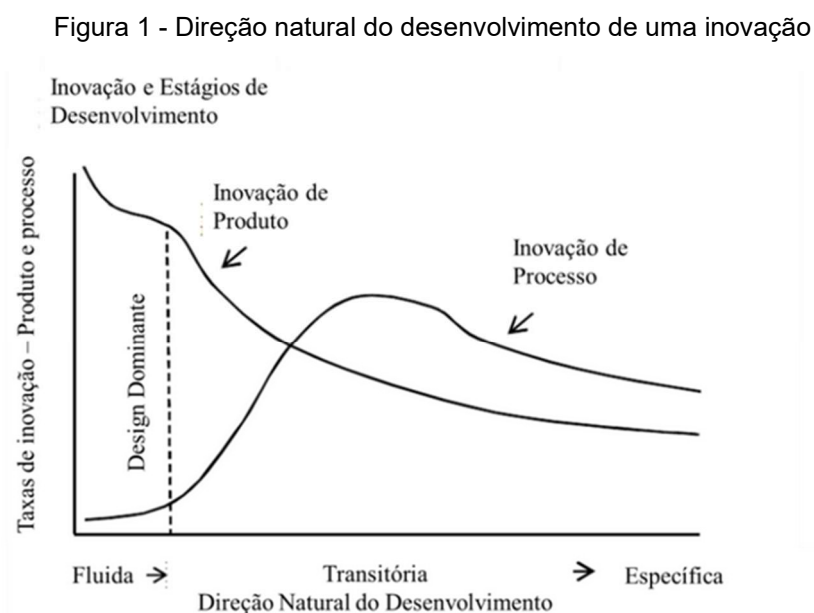 Figura 1 - Direção natural do desenvolvimento de uma inovação
Inovação e Estágios de
Desenvolvimento
Taxas de inovação – Produto e processo
Inovação de
Produto
Inovação de
Processo
Design Dominante
Fluida
Transitória
Específica
Direção Natural do Desenvolvimento